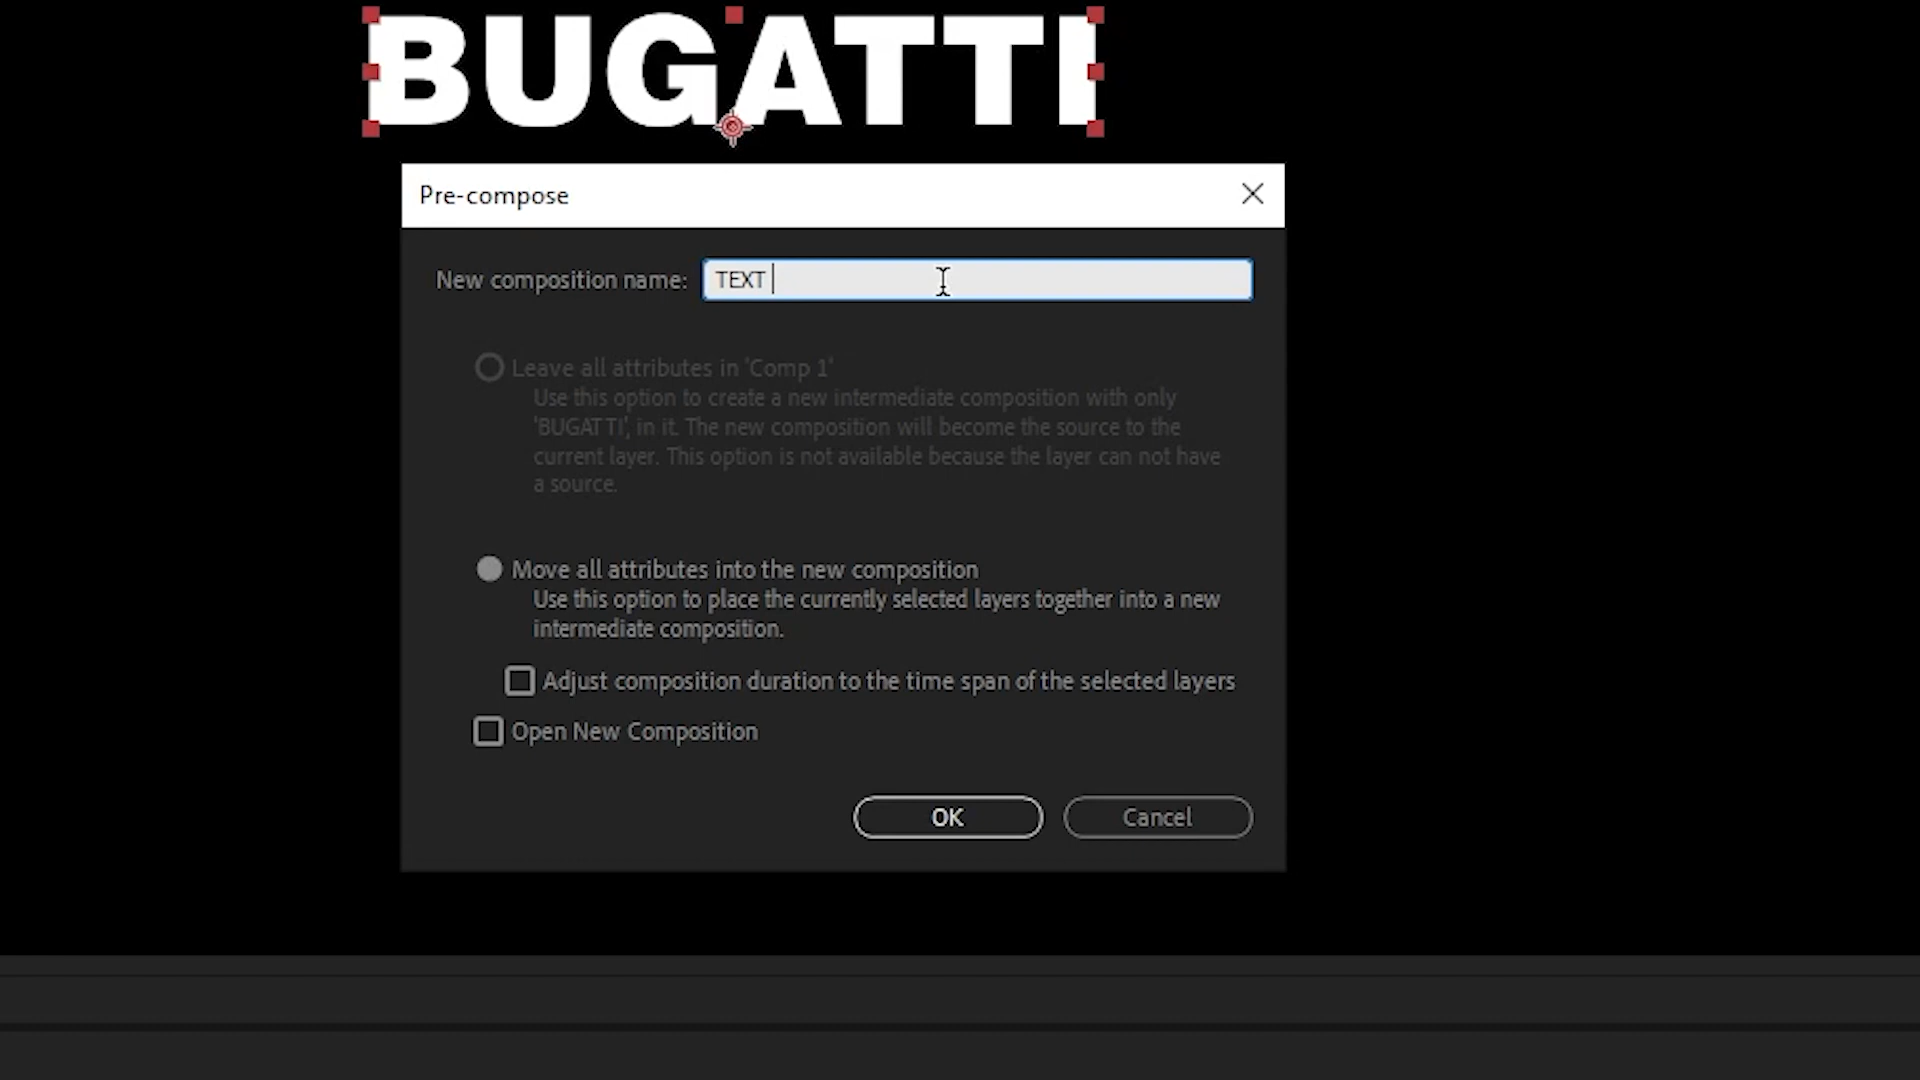 BUGATTI
Pre-compose
New composition name: TEXT
Leave all attributes in 'Comp 1'
Use this option to create a new intermediate composition with only
'BUGATTI', in it. The new composition will become the source to the
current layer. This option is not available because the layer can not have
a source.
Move all attributes into the new composition
Use this option to place the currently selected layers together into a new
intermediate composition.
Adjust composition duration to the time span of the selected layers
Open New Composition
OK Cancel